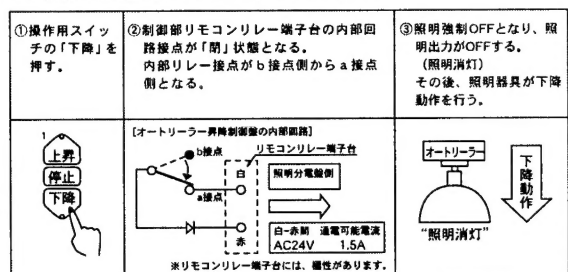 ①操作用スイッ
チの「下降」を
押す。
②制御部リモコンリレー端子台の内部回
路接点が「閉」状態となる。
内部リレー接点がb接点側からa接点
側となる。
③照明強制OFFとなり、照
明出力がOFFする。
(照明消灯)
その後、照明器具が下降
動作を行う。
1
上昇
停止
下降
[オートリーラー昇降制御盤の内部回路]
リモコンリレー端子台
b接点
白
照明分電盤側
a接点
白-赤間 通電可能電流
AC24V 1.5A
赤
※リモコンリレー端子台には、極性があります。
オートリーラー
下降動作
"照明消灯"